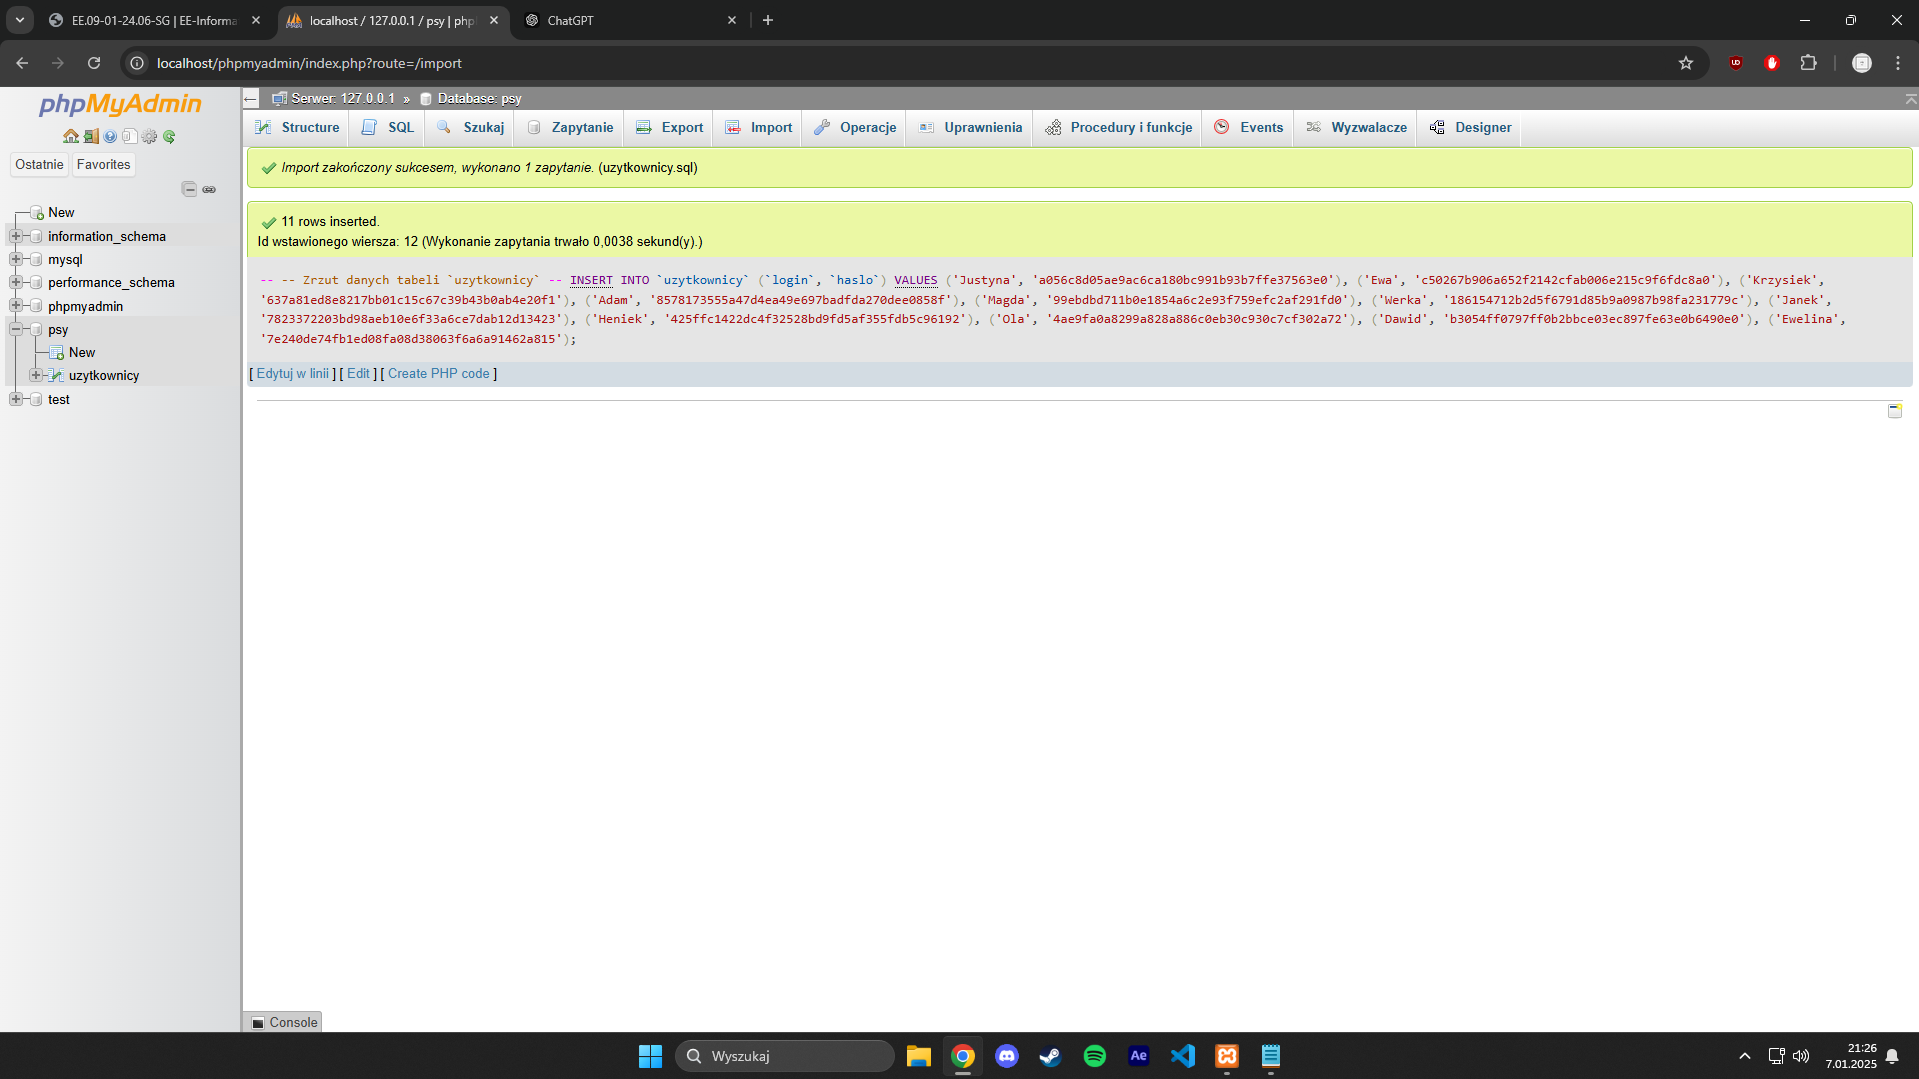 EE.09-01-24.06-SG | EE-Informa
localhost / 127.0.0.1 / psy | php
ChatGPT
localhost/phpmyadmin/index.php?route=/import
phpMyAdmin
Ostatnie
Favorites
New
information_schema
mysql
performance_schema
phpmyadmin
psy
New
uzytkownicy
test
Serwer: 127.0.0.1 » Database: psy
Structure
SQL
Szukaj
Zapytanie
Export
Import
Operacje
Uprawnienia
Procedury i funkcje
Events
Wyzwalacze
Designer
Import zakończony sukcesem, wykonano 1 zapytanie. (uzytkownicy.sql)
11 rows inserted.
Id wstawionego wiersza: 12 (Wykonanie zapytania trwało 0,0038 sekund(y).)
-- -- Zrzut danych tabeli `uzytkownicy` -- INSERT INTO `uzytkownicy` (`login`, `haslo`) VALUES ('Justyna', 'a056c8d05ae9ac6ca180bc991b93b7ffe37563e0'), ('Ewa', 'c50267b906a652f2142cfab006e215c9f6fdc8a0'), ('Krzysiek',
'637a81ed8e8217bb01c15c67c39b43b0ab4e20f1'), ('Adam', '8578173555a47d4ea49e697badfda270dee0858f'), ('Magda', '99ebdbd711b0e1854a6c2e93f759efc2af291fd0'), ('Werka', '186154712b2d5f6791d85b9a0987b98fa231779c'), ('Janek',
'7823372203bd98aeb10e6f33a6ce7dab12d13423'), ('Heniek', '425ffc1422dc4f32528bd9fd5af355fdb5c96192'), ('Ola', '4ae9fa0a8299a828a886c0eb30c930c7cf302a72'), ('Dawid', 'b3054ff0797ff0b2bbce03ec897fe63e0b6490e0'), ('Ewelina',
'7e240de74fb1ed08fa08d38063f6a6a91462a815');
[ Edytuj w linii ] [ Edit ] [ Create PHP code ]
Console
Wyszukaj
Ae
21:26
7.01.2025